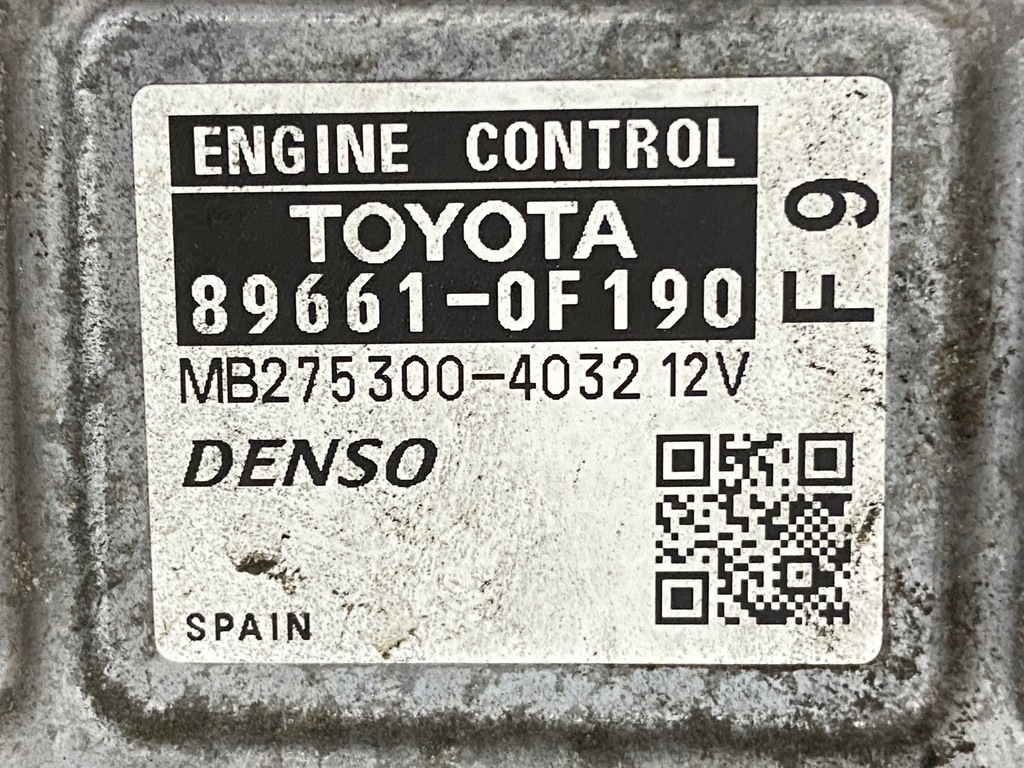 ENGINE CONTROL
TOYOTA
89661-0F190
MB275300-4032 12V
DENSO
SPAIN
F9